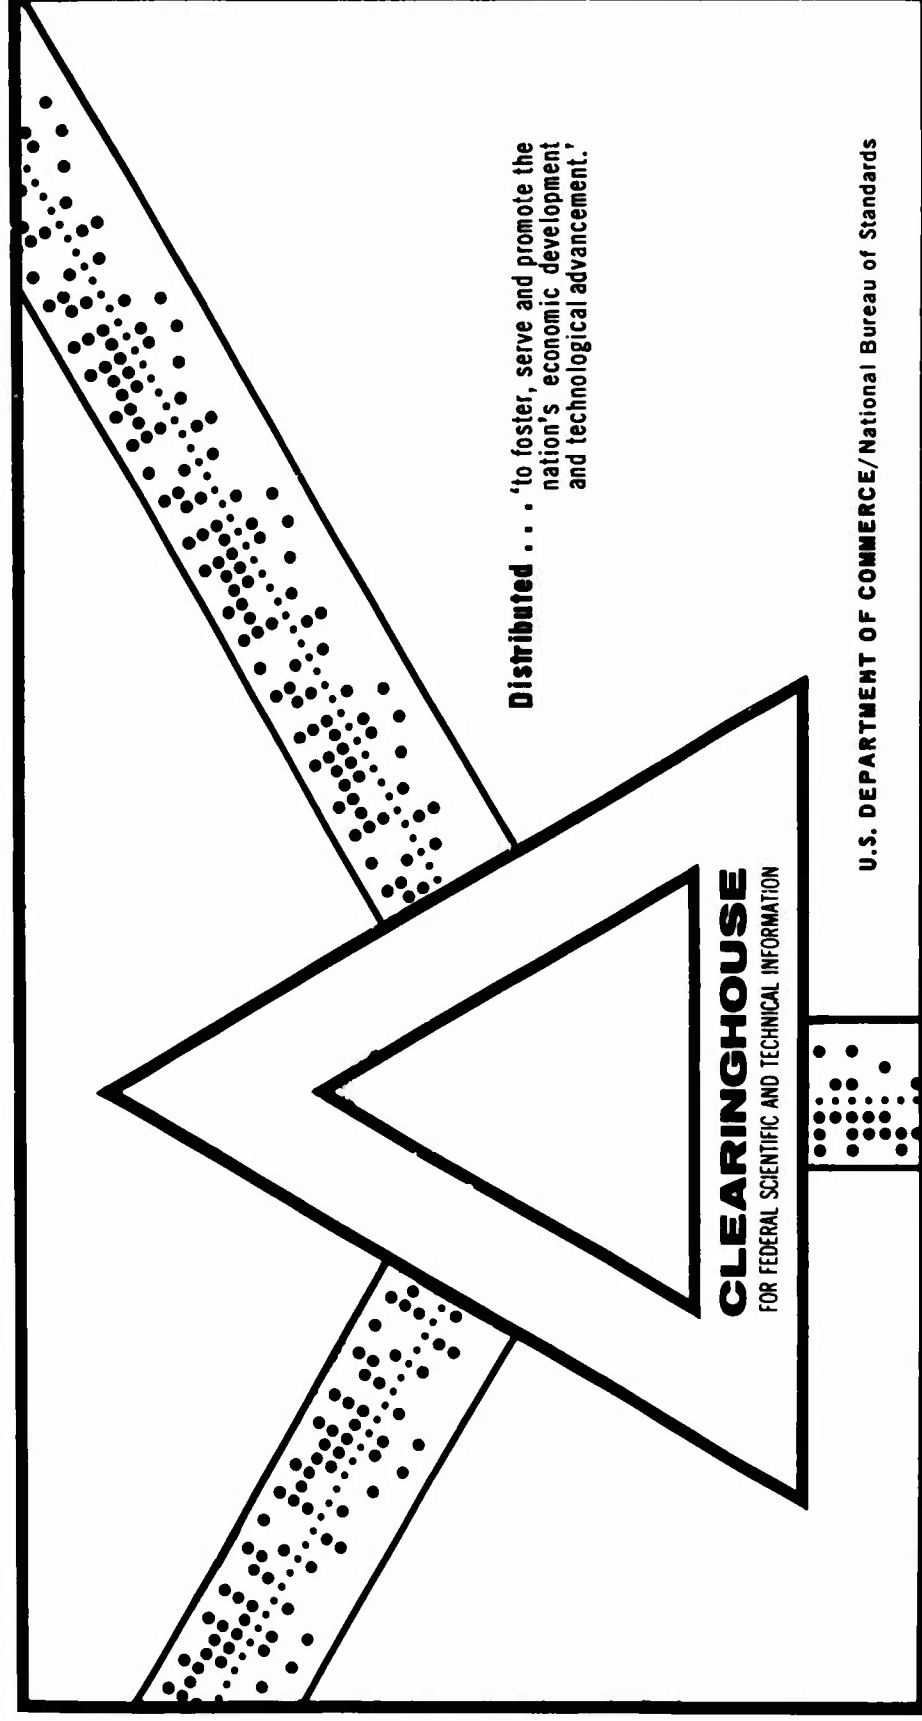 Distributed . . . 'to foster, serve and promote the
nation's economic development
and technological advancement.'
CLEARINGHOUSE
FOR FEDERAL SCIENTIFIC AND TECHNICAL INFORMATION
U.S. DEPARTMENT OF COMMERCE/National Bureau of Standards